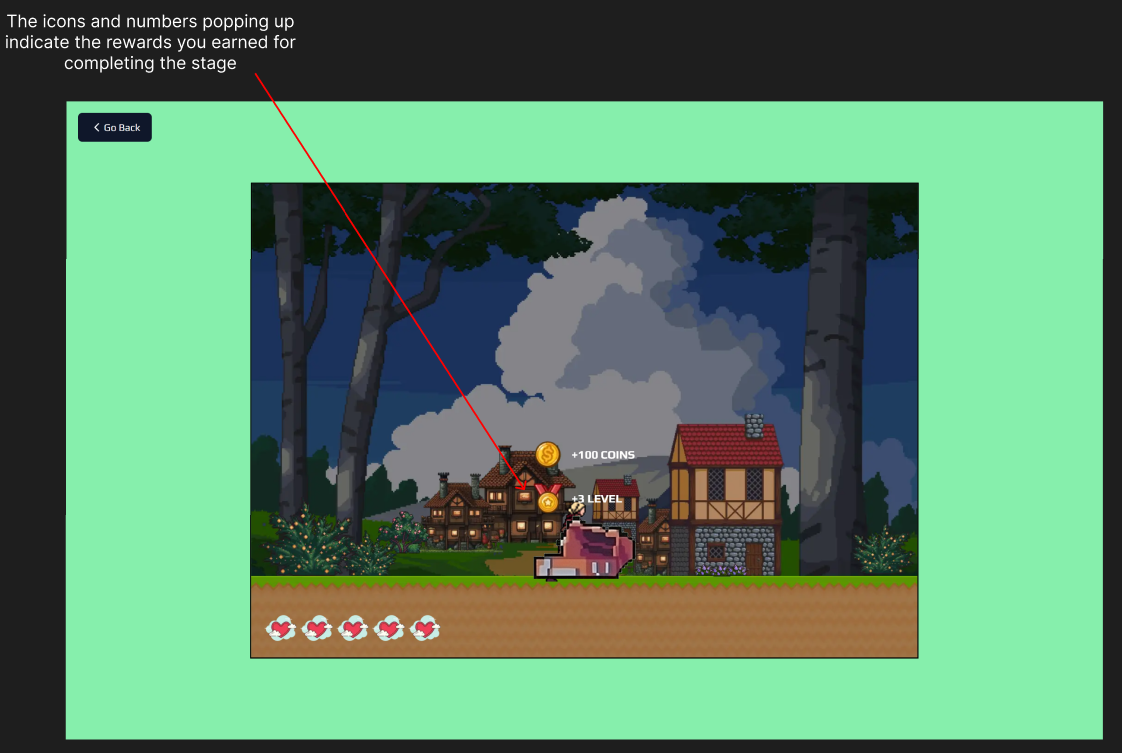 The icons and numbers popping up
indicate the rewards you earned for
completing the stage
Go Back
+100 COINS
+3 LEVEL